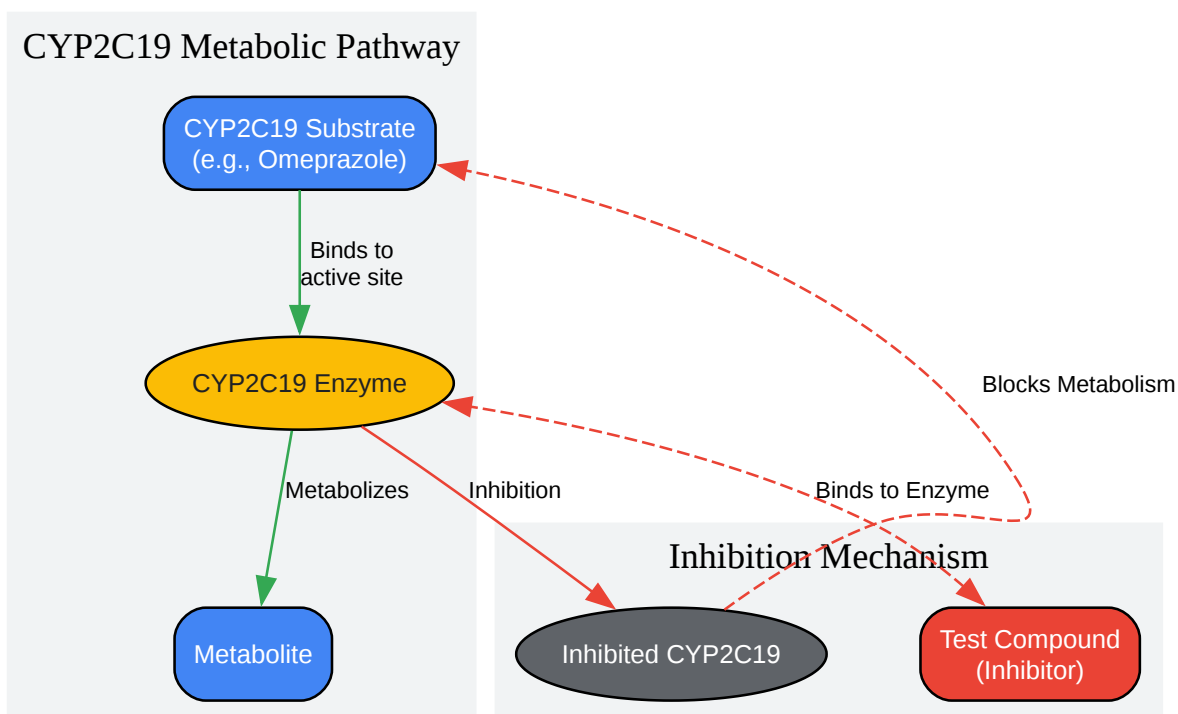 CYP2C19 Metabolic Pathway
CYP2C19 Substrate
(e.g., Omeprazole)
Binds to
active site
CYP2C19 Enzyme
Blocks Metabolism
Metabolizes
Inhibition
Binds to Enzyme
Inhibition Mechanism
Metabolite
Inhibited CYP2C19
Test Compound
(Inhibitor)